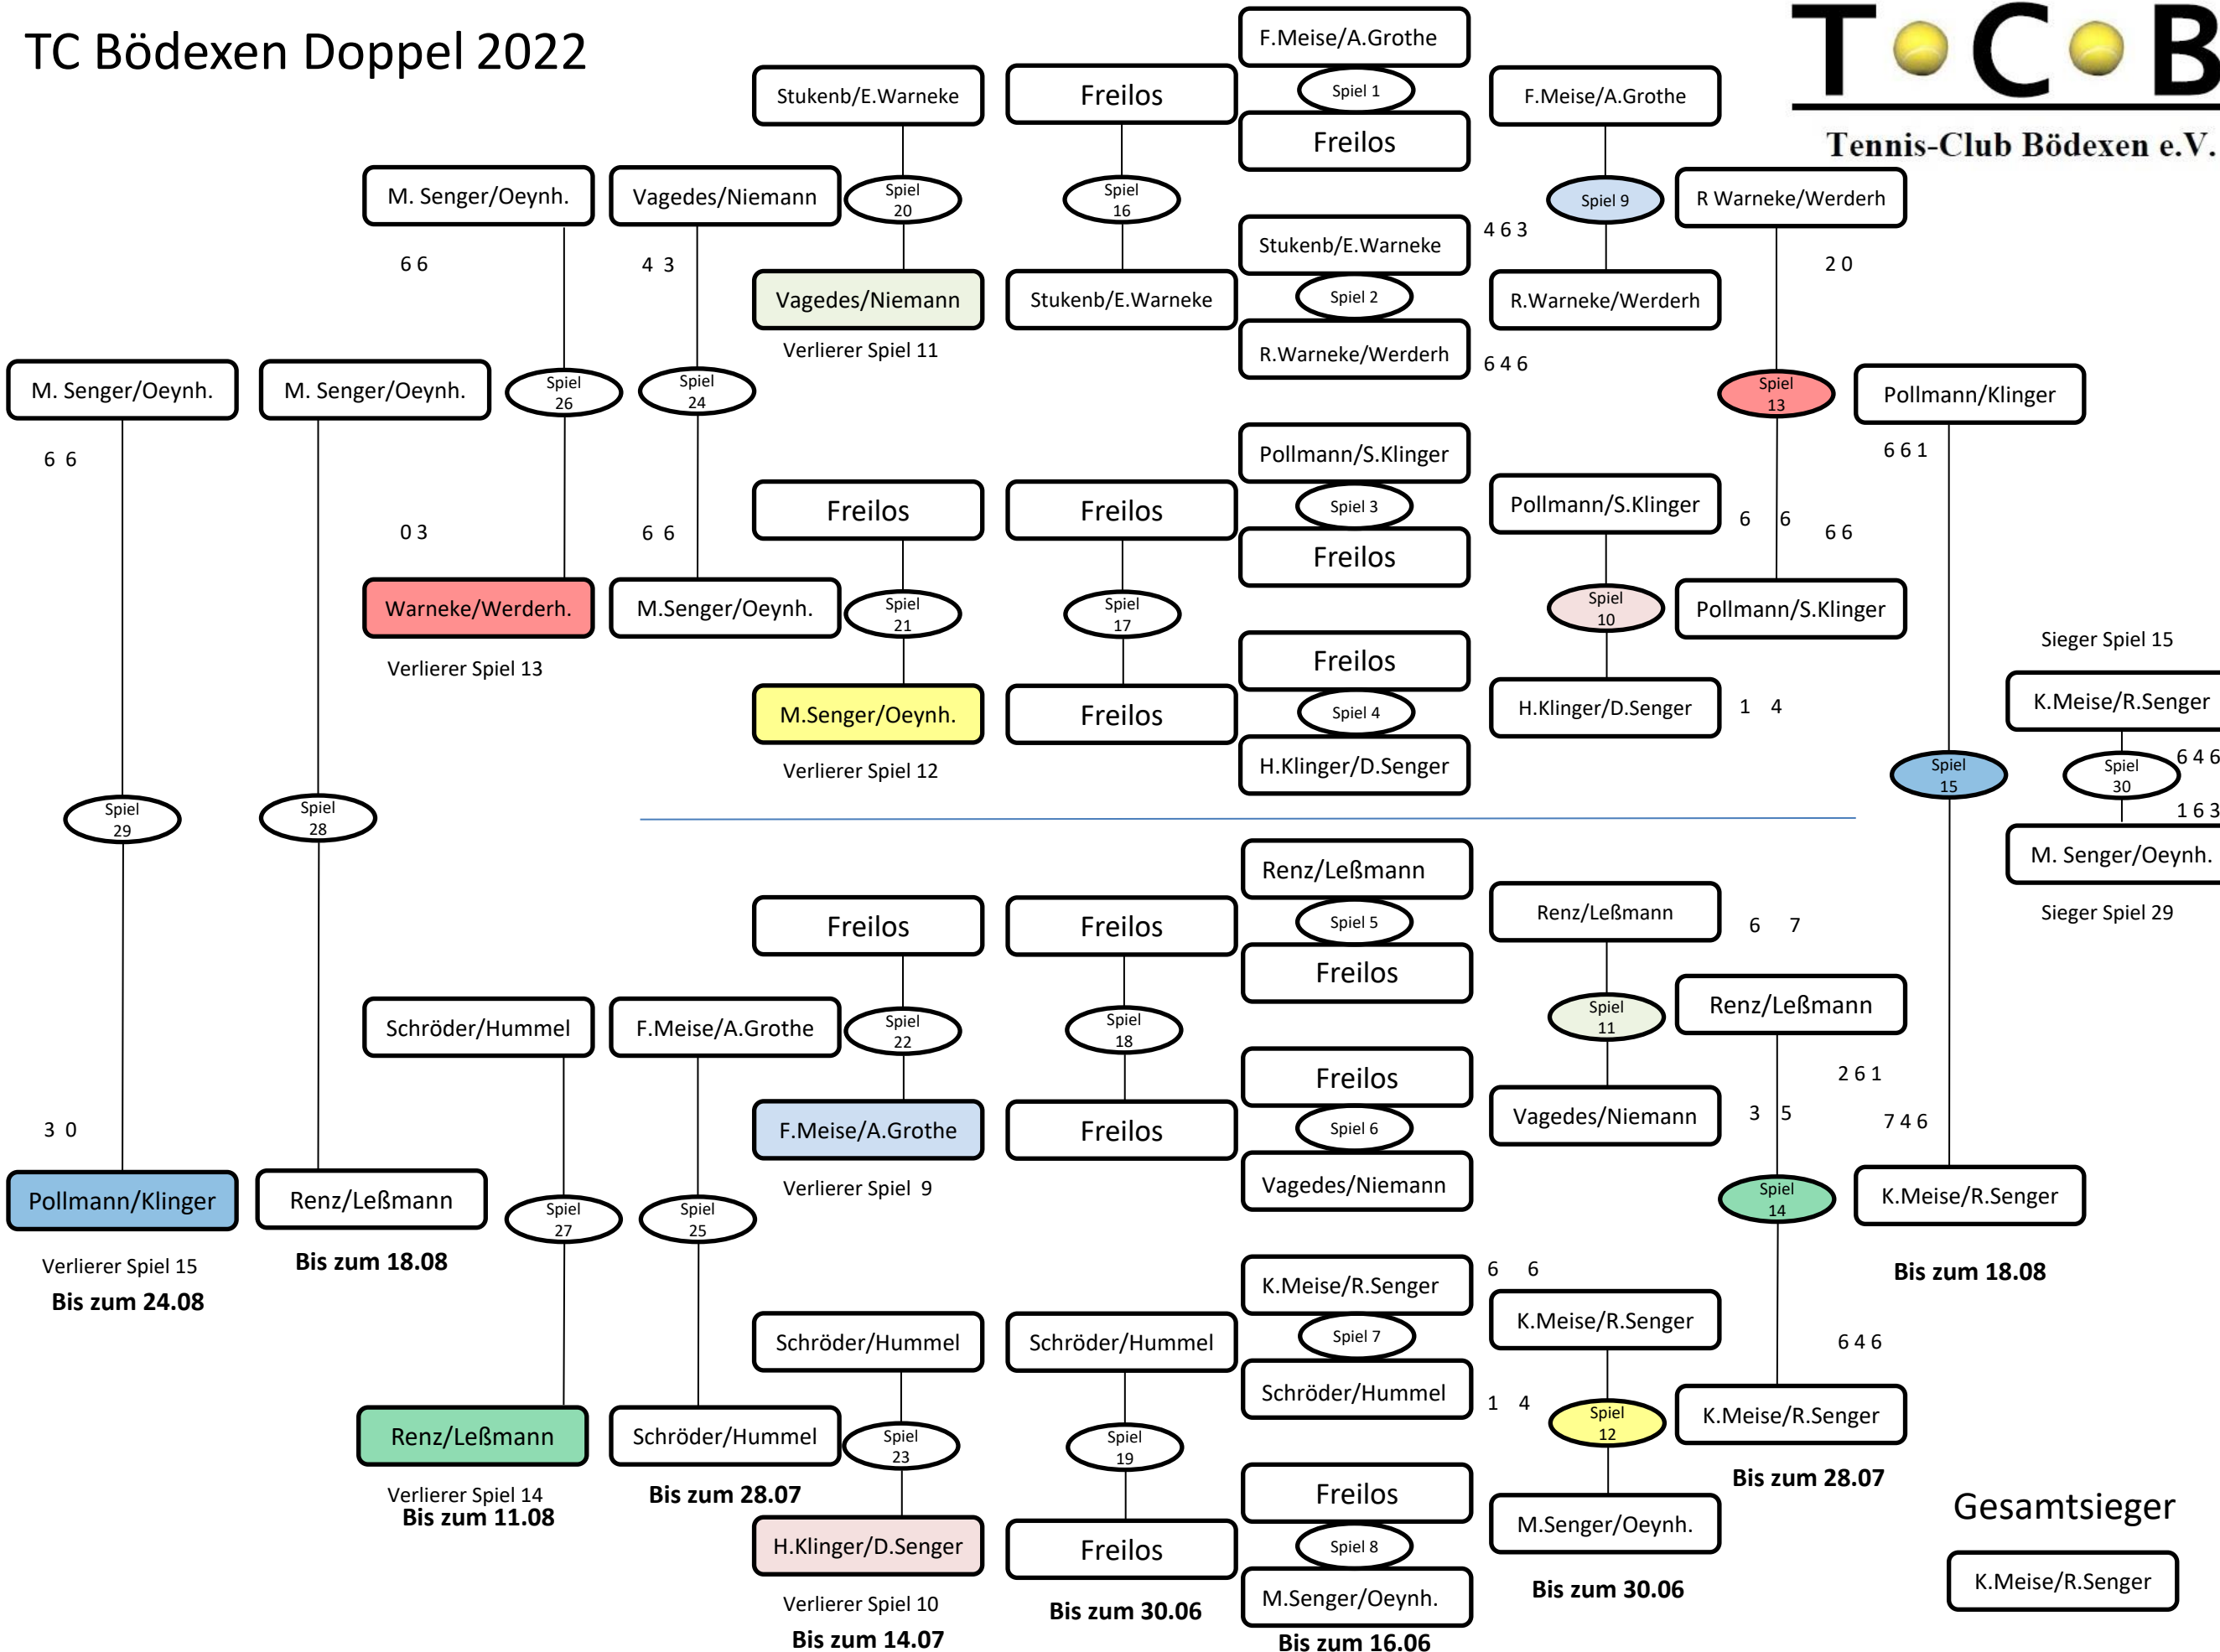 TC Bödexen Doppel 2022
T C B
Tennis-Club Bödexen e.V.
F.Meise/A.Grothe
Spiel 1
Freilos
Stukenb/E.Warneke
4 6 3
Spiel 2
R.Warneke/Werderh
6 4 6
Pollmann/S.Klinger
Spiel 3
Freilos
Freilos
Spiel 4
H.Klinger/D.Senger
Renz/Leßmann
Spiel 5
Freilos
Freilos
Spiel 6
Vagedes/Niemann
K.Meise/R.Senger
6 6
Spiel 7
Schröder/Hummel
1 4
Freilos
Spiel 8
M.Senger/Oeynh.
Bis zum 16.06
F.Meise/A.Grothe
Spiel 9
R.Warneke/Werderh
Pollmann/S.Klinger
6 6
Spiel
10
H.Klinger/D.Senger
1 4
Renz/Leßmann
6 7
Spiel
11
Vagedes/Niemann
3 5
K.Meise/R.Senger
Spiel
12
M.Senger/Oeynh.
Bis zum 30.06
R Warneke/Werderh
2 0
Spiel
13
6 6
Pollmann/S.Klinger
Renz/Leßmann
2 6 1
Spiel
14
6 4 6
K.Meise/R.Senger
Bis zum 28.07
Pollmann/Klinger
6 6 1
Spiel
15
7 4 6
K.Meise/R.Senger
Bis zum 18.08
Sieger Spiel 15
K.Meise/R.Senger
6 4 6
Spiel
30
1 6 3
M. Senger/Oeynh.
Sieger Spiel 29
Gesamtsieger
K.Meise/R.Senger
Freilos
Spiel
16
Stukenb/E.Warneke
Freilos
Spiel
17
Freilos
Freilos
Spiel
18
Freilos
Schröder/Hummel
Spiel
19
Freilos
Bis zum 30.06
Stukenb/E.Warneke
Spiel
20
Vagedes/Niemann
Verlierer Spiel 11
Freilos
Spiel
21
M.Senger/Oeynh.
Verlierer Spiel 12
Freilos
Spiel
22
F.Meise/A.Grothe
Verlierer Spiel 9
Schröder/Hummel
Spiel
23
H.Klinger/D.Senger
Verlierer Spiel 10
Bis zum 14.07
Vagedes/Niemann
4 3
Spiel
24
6 6
M.Senger/Oeynh.
F.Meise/A.Grothe
Spiel
25
Schröder/Hummel
Bis zum 28.07
M. Senger/Oeynh.
6 6
Spiel
26
0 3
Warneke/Werderh.
Verlierer Spiel 13
Schröder/Hummel
Spiel
27
Renz/Leßmann
Verlierer Spiel 14
Bis zum 11.08
M. Senger/Oeynh.
Spiel
28
Renz/Leßmann
Bis zum 18.08
M. Senger/Oeynh.
6 6
Spiel
29
3 0
Pollmann/Klinger
Verlierer Spiel 15
Bis zum 24.08